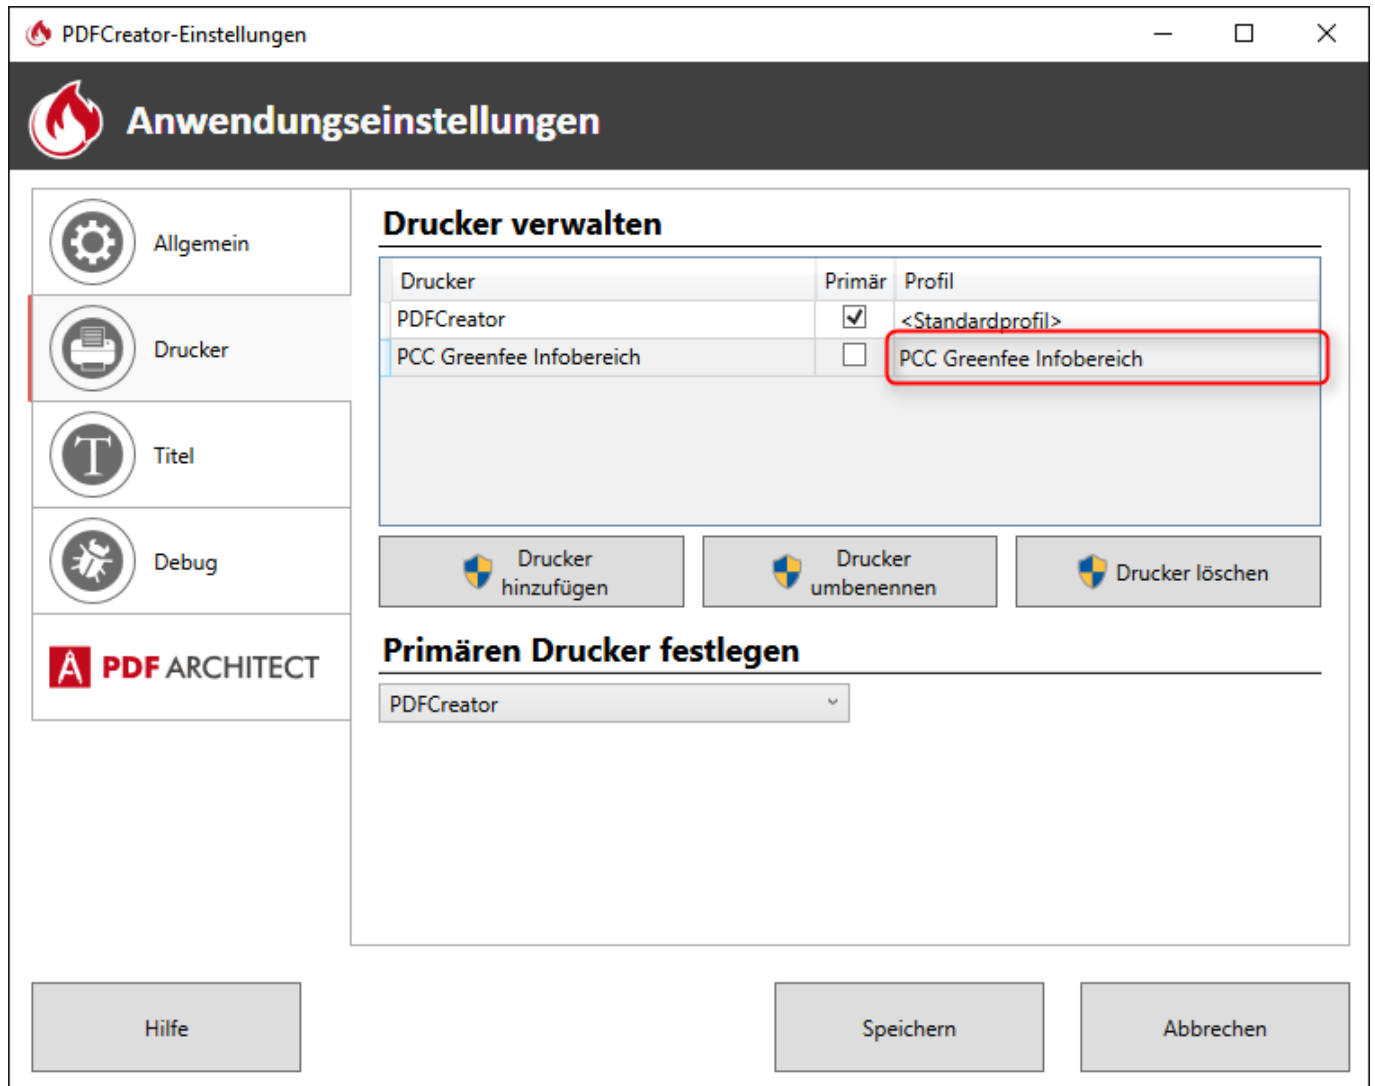 PDFCreator-Einstellungen
Anwendungseinstellungen
Allgemein
Drucker
Titel
Debug
PDF ARCHITECT
Drucker verwalten
Drucker Primär Profil
PDFCreator <Standardprofil>
PCC Greenfee Infobereich PCC Greenfee Infobereich
Drucker
hinzufügen
Drucker
umbenennen
Drucker löschen
Primären Drucker festlegen
PDFCreator
Hilfe
Speichern
Abbrechen